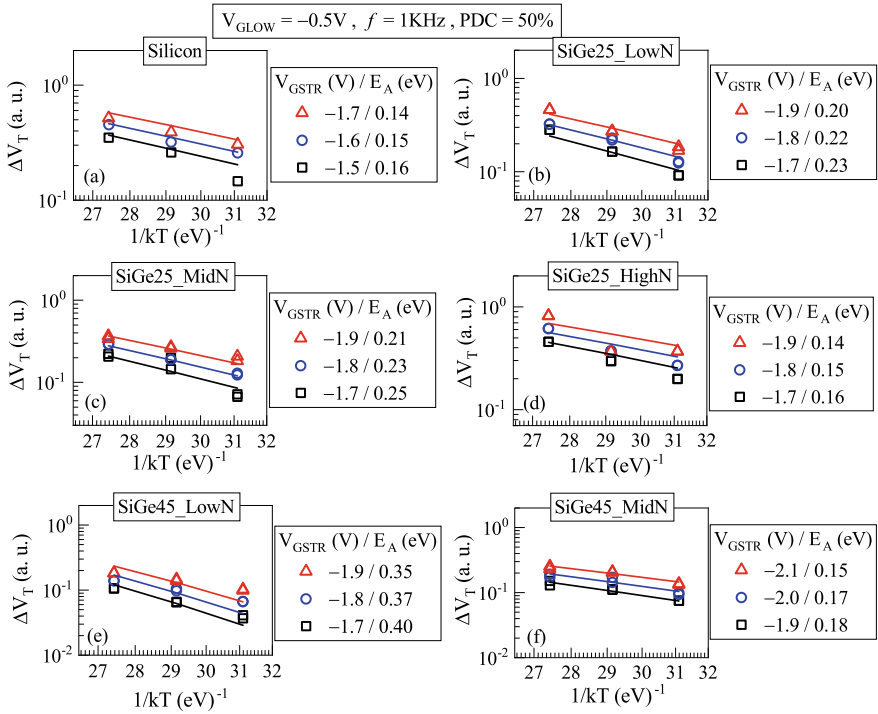 V_GLOW = −0.5V , f = 1KHz , PDC = 50%
Silicon
10^0
10^-1
ΔV_T (a. u.)
(a)
27 28 29 30 31 32
1/kT (eV)^-1
V_GSTR (V) / E_A (eV)
−1.7 / 0.14
−1.6 / 0.15
−1.5 / 0.16
SiGe25_LowN
10^0
10^-1
ΔV_T (a. u.)
(b)
27 28 29 30 31 32
1/kT (eV)^-1
V_GSTR (V) / E_A (eV)
−1.9 / 0.20
−1.8 / 0.22
−1.7 / 0.23
SiGe25_MidN
10^0
10^-1
ΔV_T (a. u.)
(c)
27 28 29 30 31 32
1/kT (eV)^-1
V_GSTR (V) / E_A (eV)
−1.9 / 0.21
−1.8 / 0.23
−1.7 / 0.25
SiGe25_HighN
10^0
10^-1
ΔV_T (a. u.)
(d)
27 28 29 30 31 32
1/kT (eV)^-1
V_GSTR (V) / E_A (eV)
−1.9 / 0.14
−1.8 / 0.15
−1.7 / 0.16
SiGe45_LowN
10^0
10^-1
10^-2
ΔV_T (a. u.)
(e)
27 28 29 30 31 32
1/kT (eV)^-1
V_GSTR (V) / E_A (eV)
−1.9 / 0.35
−1.8 / 0.37
−1.7 / 0.40
SiGe45_MidN
10^0
10^-1
10^-2
ΔV_T (a. u.)
(f)
27 28 29 30 31 32
1/kT (eV)^-1
V_GSTR (V) / E_A (eV)
−2.1 / 0.15
−2.0 / 0.17
−1.9 / 0.18